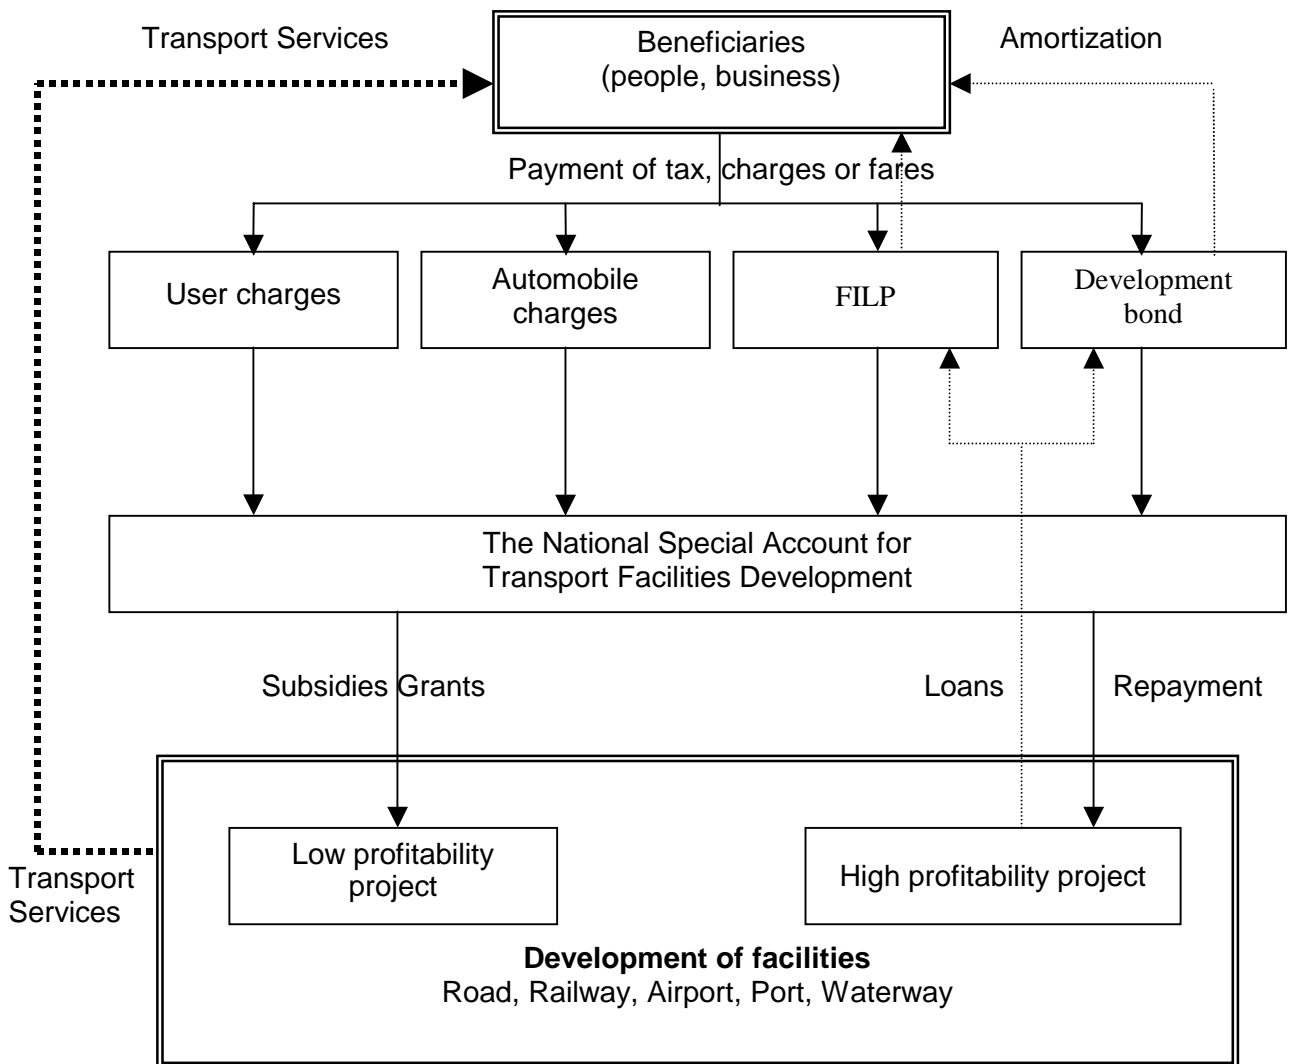 Transport Services
Beneficiaries
(people, business)
Amortization
Payment of tax, charges or fares
User charges
Automobile
charges
FILP
Development
bond
The National Special Account for
Transport Facilities Development
Subsidies Grants
Loans
Repayment
Low profitability
project
High profitability project
Transport
Services
Development of facilities
Road, Railway, Airport, Port, Waterway